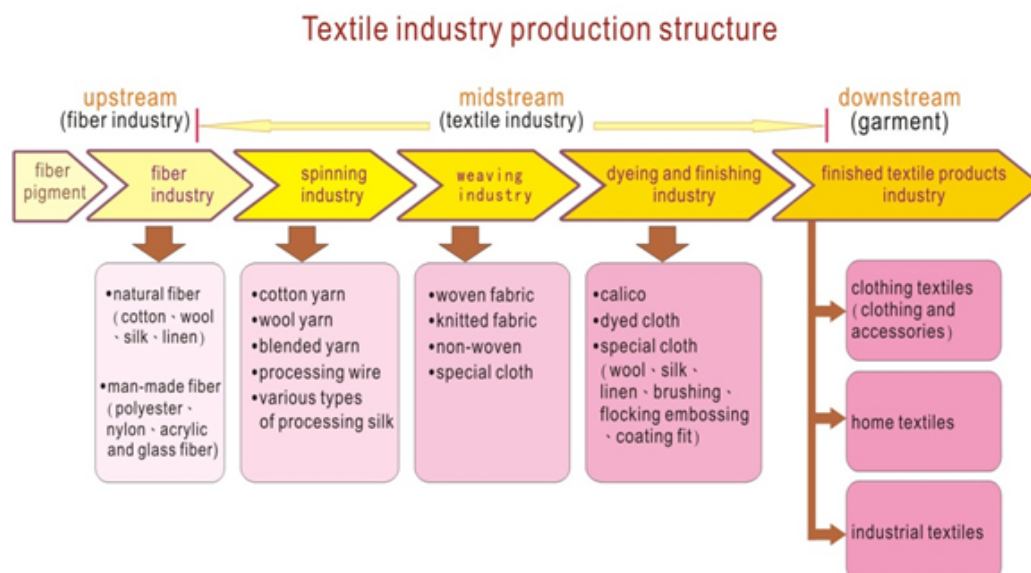 Textile industry production structure
upstream
(fiber industry)
midstream
(textile industry)
downstream
(garment)
fiber
pigment
fiber
industry
spinning
industry
weaving
industry
dyeing and finishing
industry
finished textile products
industry
•natural fiber
(cotton、wool
、silk、linen)
•man-made fiber
(polyester、
nylon、acrylic
and glass fiber)
•cotton yarn
•wool yarn
•blended yarn
•processing wire
•various types
of processing silk
•woven fabric
•knitted fabric
•non-woven
•special cloth
•calico
•dyed cloth
•special cloth
(wool、silk、
linen、brushing、
flocking embossing
、coating fit)
clothing textiles
(clothing and
accessories)
home textiles
industrial textiles